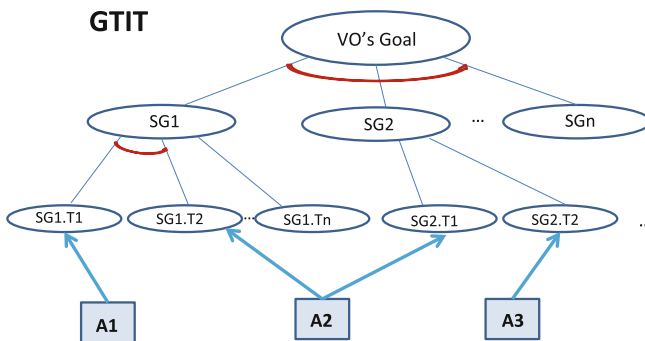 GTIT
VO's Goal
SG1
SG2
...
SGn
SG1.T1
SG1.T2
...
SG1.Tn
SG2.T1
SG2.T2
...
A1
A2
A3